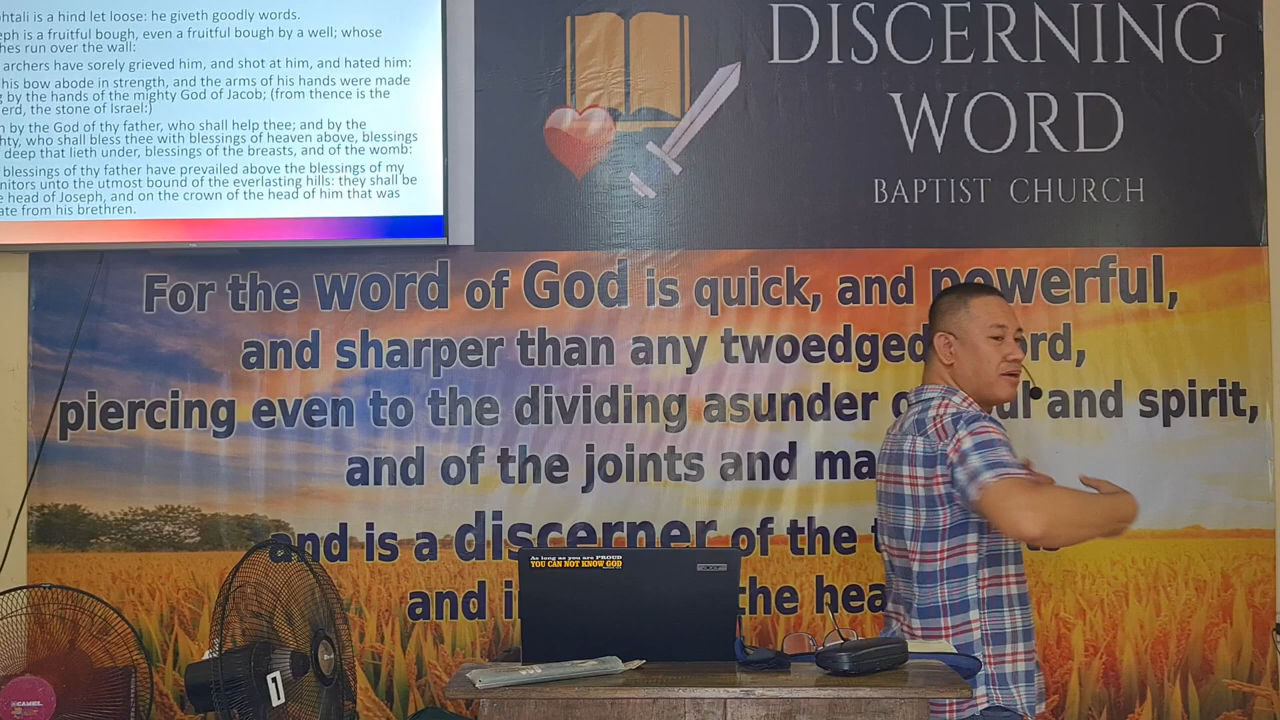 htali is a hind let loose: he giveth goodly words.
eph is a fruitful bough, even a fruitful bough by a well; whose
hes run over the wall:
archers have sorely grieved him, and shot at him, and hated him:
his bow abode in strength, and the arms of his hands were made
g by the hands of the mighty God of Jacob; (from thence is the
erd, the stone of Israel:)
n by the God of thy father, who shall help thee; and by the
hty, who shall bless thee with blessings of heaven above, blessings
deep that lieth under, blessings of the breasts, and of the womb:
blessings of thy father have prevailed above the blessings of my
nitors unto the utmost bound of the everlasting hills: they shall be
e head of Joseph, and on the crown of the head of him that was
ate from his brethren.
DISCERNING
WORD
BAPTIST CHURCH
For the word of God is quick, and powerful,
and sharper than any twoedged ord,
piercing even to the dividing asunder o ul and spirit,
and of the joints and ma
and is a discerner of the t ts
and i the hea
As long as you are PROUD
YOU CAN NOT KNOW GOD
1
CAMEL